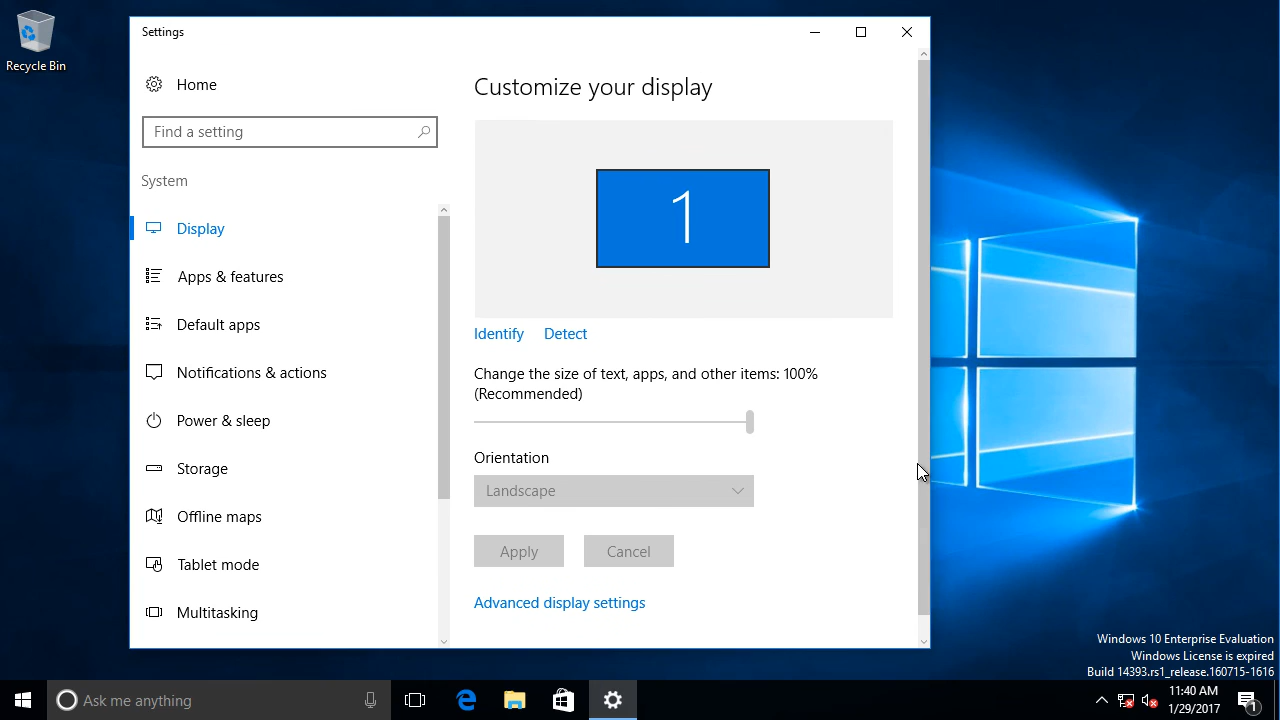 Recycle Bin
Settings
Home
Find a setting
System
Display
Apps & features
Default apps
Notifications & actions
Power & sleep
Storage
Offline maps
Tablet mode
Multitasking
Customize your display
1
Identify Detect
Change the size of text, apps, and other items: 100%
(Recommended)
Orientation
Landscape
Apply Cancel
Advanced display settings
Windows 10 Enterprise Evaluation
Windows License is expired
Build 14393.rs1_release.160715-1616
Ask me anything
11:40 AM
1/29/2017
1